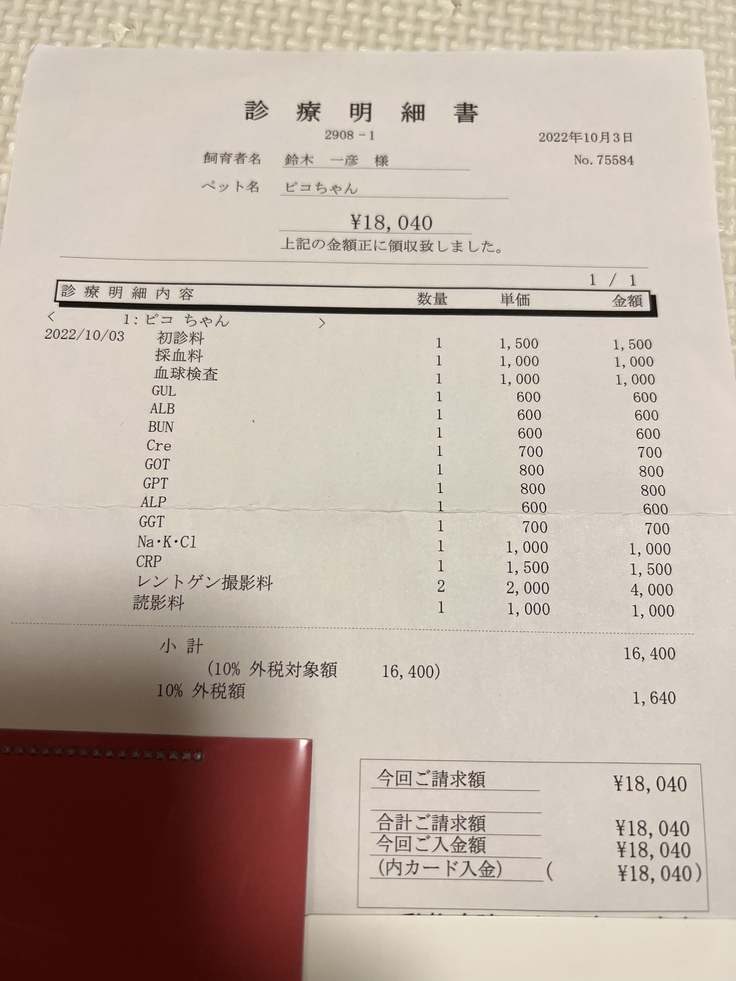 診療明細書
2908-1
2022年10月3日
飼育者名 鈴木 一彦 様
No.75584
ペット名 ピコちゃん
¥18,040
上記の金額正に領収致しました。
1 / 1
診療明細内容 数量 単価 金額
< 1:ピコ ちゃん >
2022/10/03 初診料 1 1,500 1,500
採血料 1 1,000 1,000
血球検査 1 1,000 1,000
GUL 1 600 600
ALB 1 600 600
BUN 1 600 600
Cre 1 700 700
GOT 1 800 800
GPT 1 800 800
ALP 1 600 600
GGT 1 700 700
Na・K・Cl 1 1,000 1,000
CRP 1 1,500 1,500
レントゲン撮影料 2 2,000 4,000
読影料 1 1,000 1,000
小 計 16,400
(10% 外税対象額 16,400)
10% 外税額 1,640
今回ご請求額 ¥18,040
合計ご請求額 ¥18,040
今回ご入金額 ¥18,040
(内カード入金) ( ¥18,040)